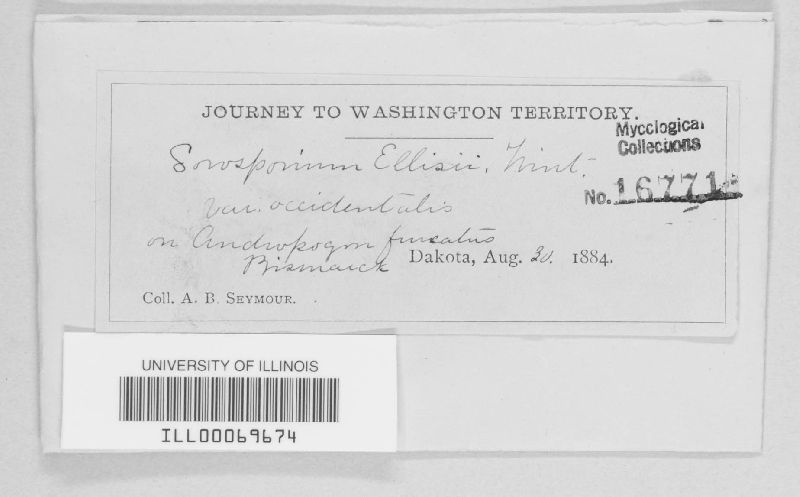 JOURNEY TO WASHINGTON TERRITORY.
Mycological
Collections
No. 16771
Sorosporium Ellisii, Wint.
var. occidentalis
on Andropogon furcatus
Bismarck Dakota, Aug. 30. 1884.
Coll. A. B. SEYMOUR.
UNIVERSITY OF ILLINOIS
ILL00069674